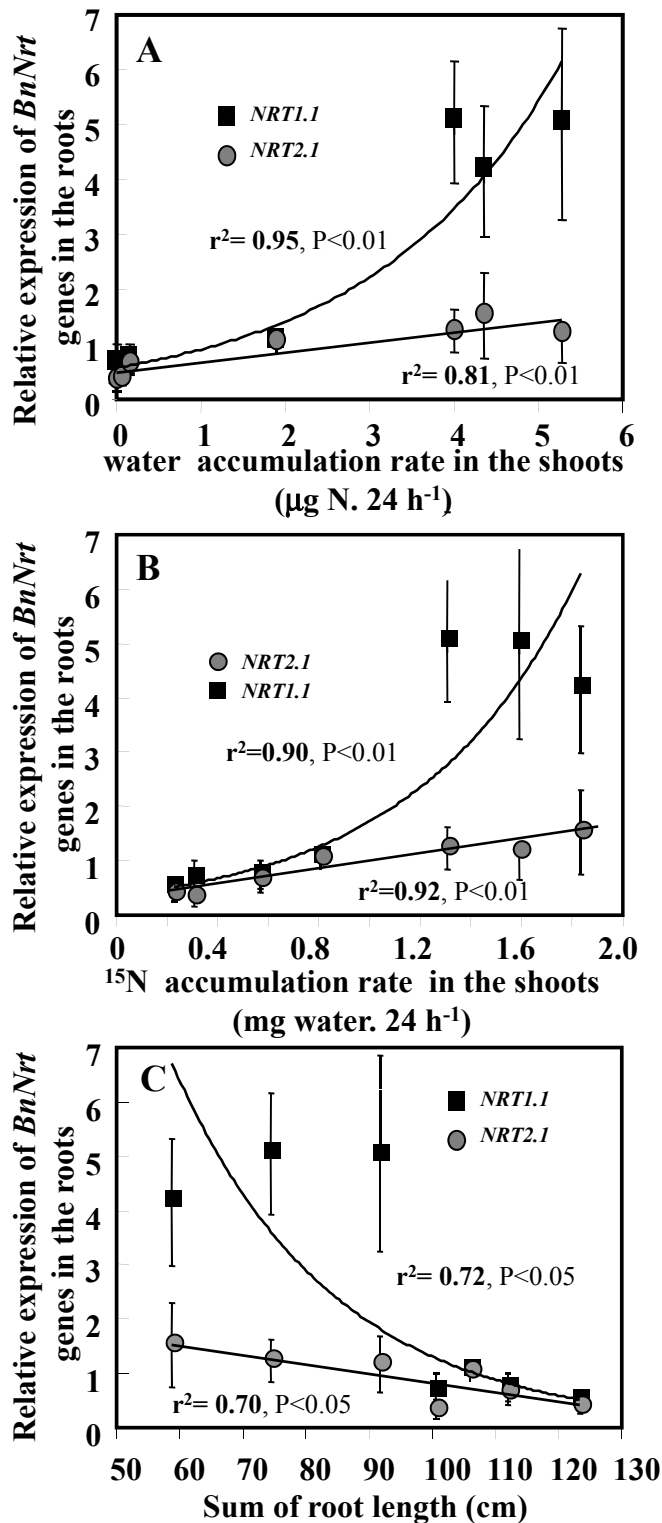 7
6
5
4
3
2
1
0
Relative expression of BnNrt
genes in the roots
A
NRT1.1
NRT2.1
r²= 0.95, P<0.01
r²= 0.81, P<0.01
0 1 2 3 4 5 6
water accumulation rate in the shoots
(µg N. 24 h⁻¹)
7
6
5
4
3
2
1
0
Relative expression of BnNrt
genes in the roots
B
NRT2.1
NRT1.1
r²=0.90, P<0.01
r²=0.92, P<0.01
0 0.4 0.8 1.2 1.6 2.0
¹⁵N accumulation rate in the shoots
(mg water. 24 h⁻¹)
7
6
5
4
3
2
1
0
Relative expression of BnNrt
genes in the roots
C
NRT1.1
NRT2.1
r²= 0.72, P<0.05
r²= 0.70, P<0.05
50 60 70 80 90 100 110 120 130
Sum of root length (cm)